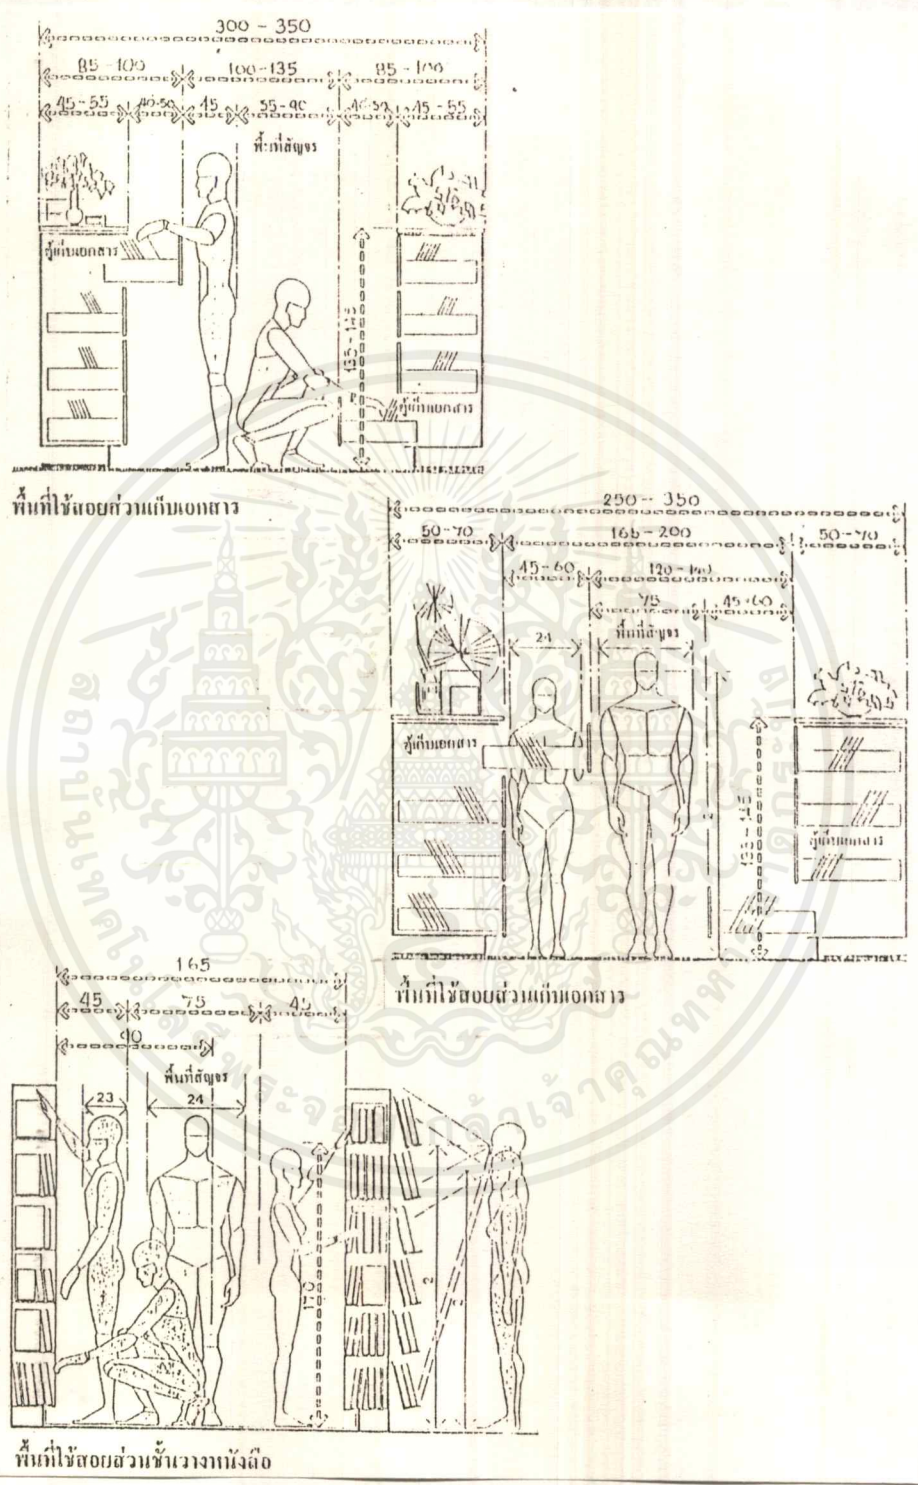 300 - 350
85 - 100 100-135 85 - 100
45-55 40-50 45 55-90 45-55
พื้นที่สัญจร
ตู้เก็บเอกสาร
ตู้เก็บเอกสาร
พื้นที่ใช้สอยส่วนเก็บเอกสาร
250 - 350
50-70 165-200 50-70
45-60 120-140
75 45-60
24 พื้นที่สัญจร
ตู้เก็บเอกสาร
ตู้เก็บเอกสาร
พื้นที่ใช้สอยส่วนเก็บเอกสาร
165
45 75 45
90
พื้นที่สัญจร
23 24
170
2
พื้นที่ใช้สอยส่วนชั้นวางหนังสือ